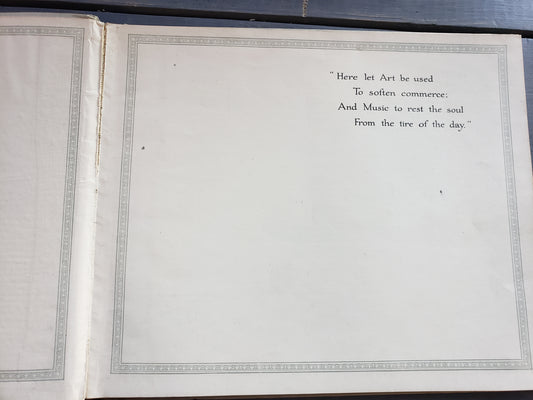 “Here let Art be used
To soften commerce:
And Music to rest the soul
From the tire of the day.”